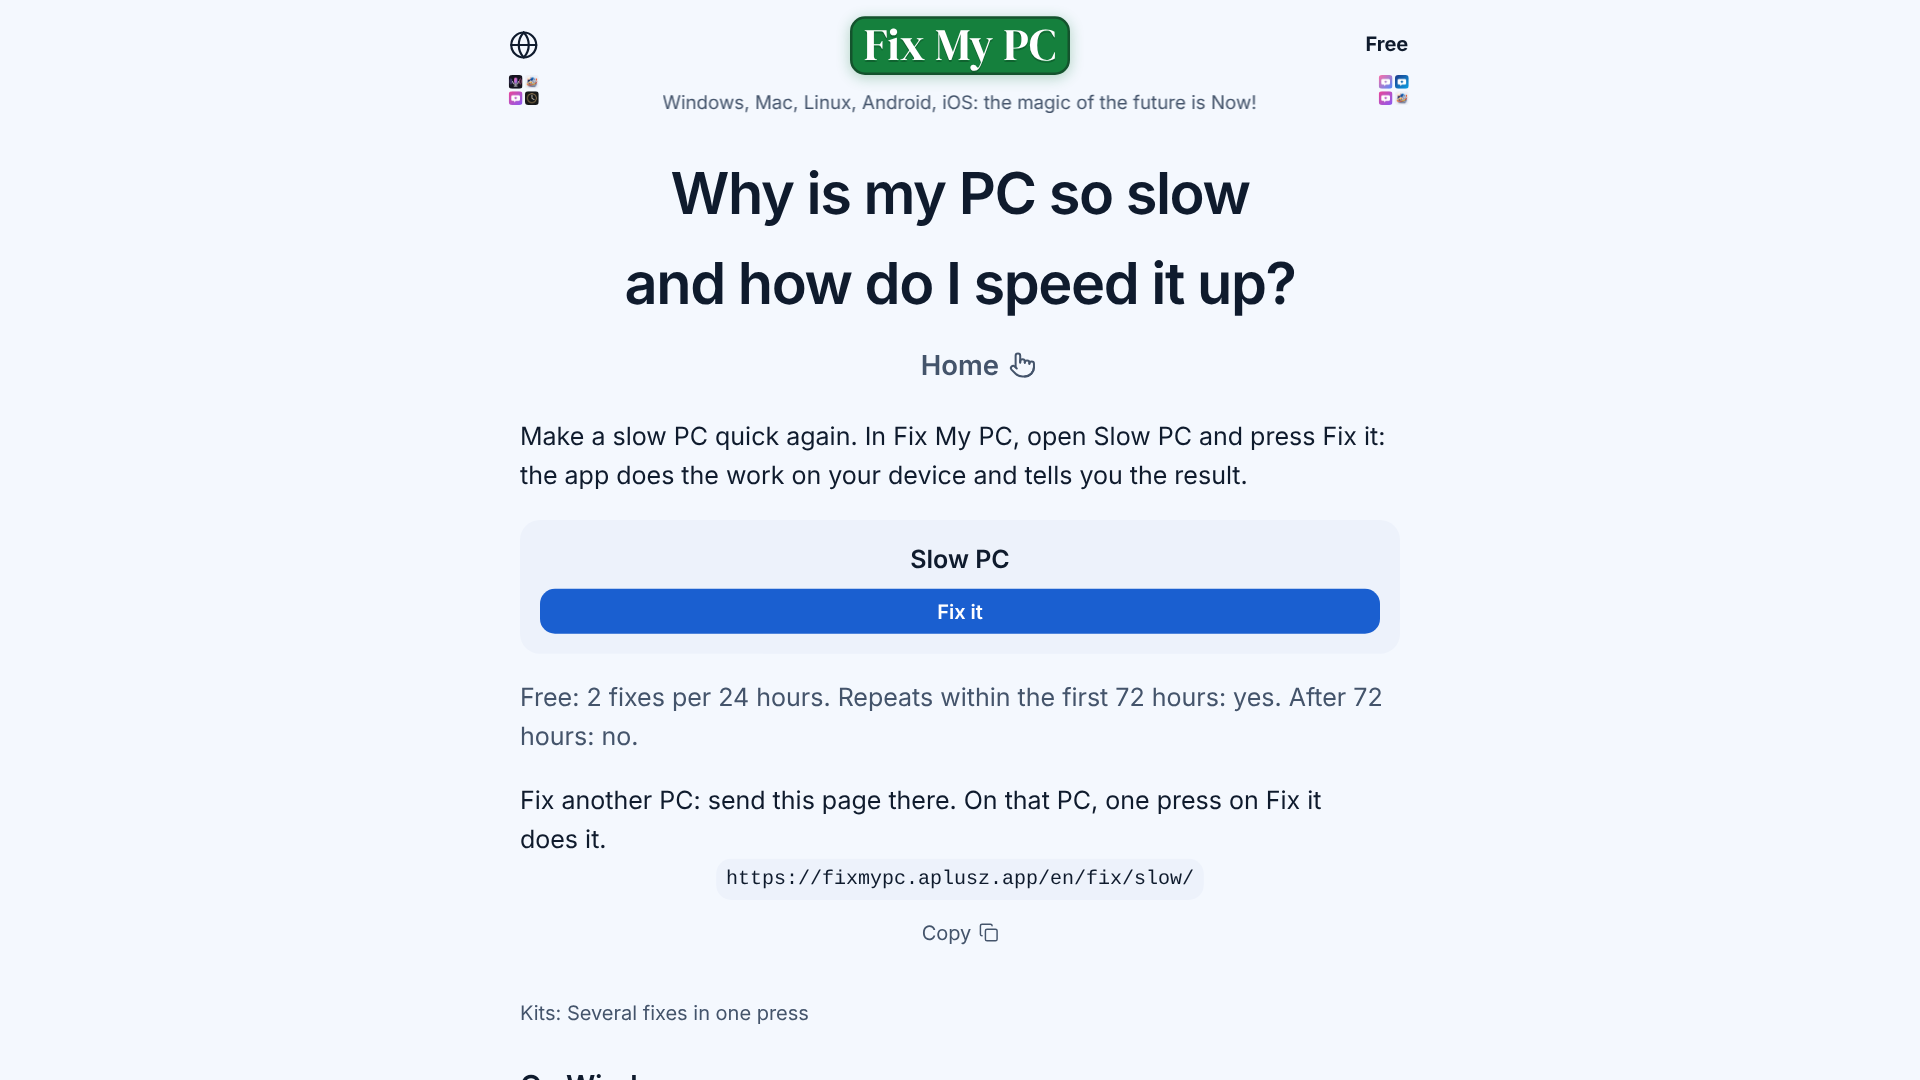 Fix My PC
Free
Windows, Mac, Linux, Android, iOS: the magic of the future is Now!
Why is my PC so slow
and how do I speed it up?
Home
Make a slow PC quick again. In Fix My PC, open Slow PC and press Fix it:
the app does the work on your device and tells you the result.
Slow PC
Fix it
Free: 2 fixes per 24 hours. Repeats within the first 72 hours: yes. After 72
hours: no.
Fix another PC: send this page there. On that PC, one press on Fix it
does it.
https://fixmypc.aplusz.app/en/fix/slow/
Copy
Kits: Several fixes in one press